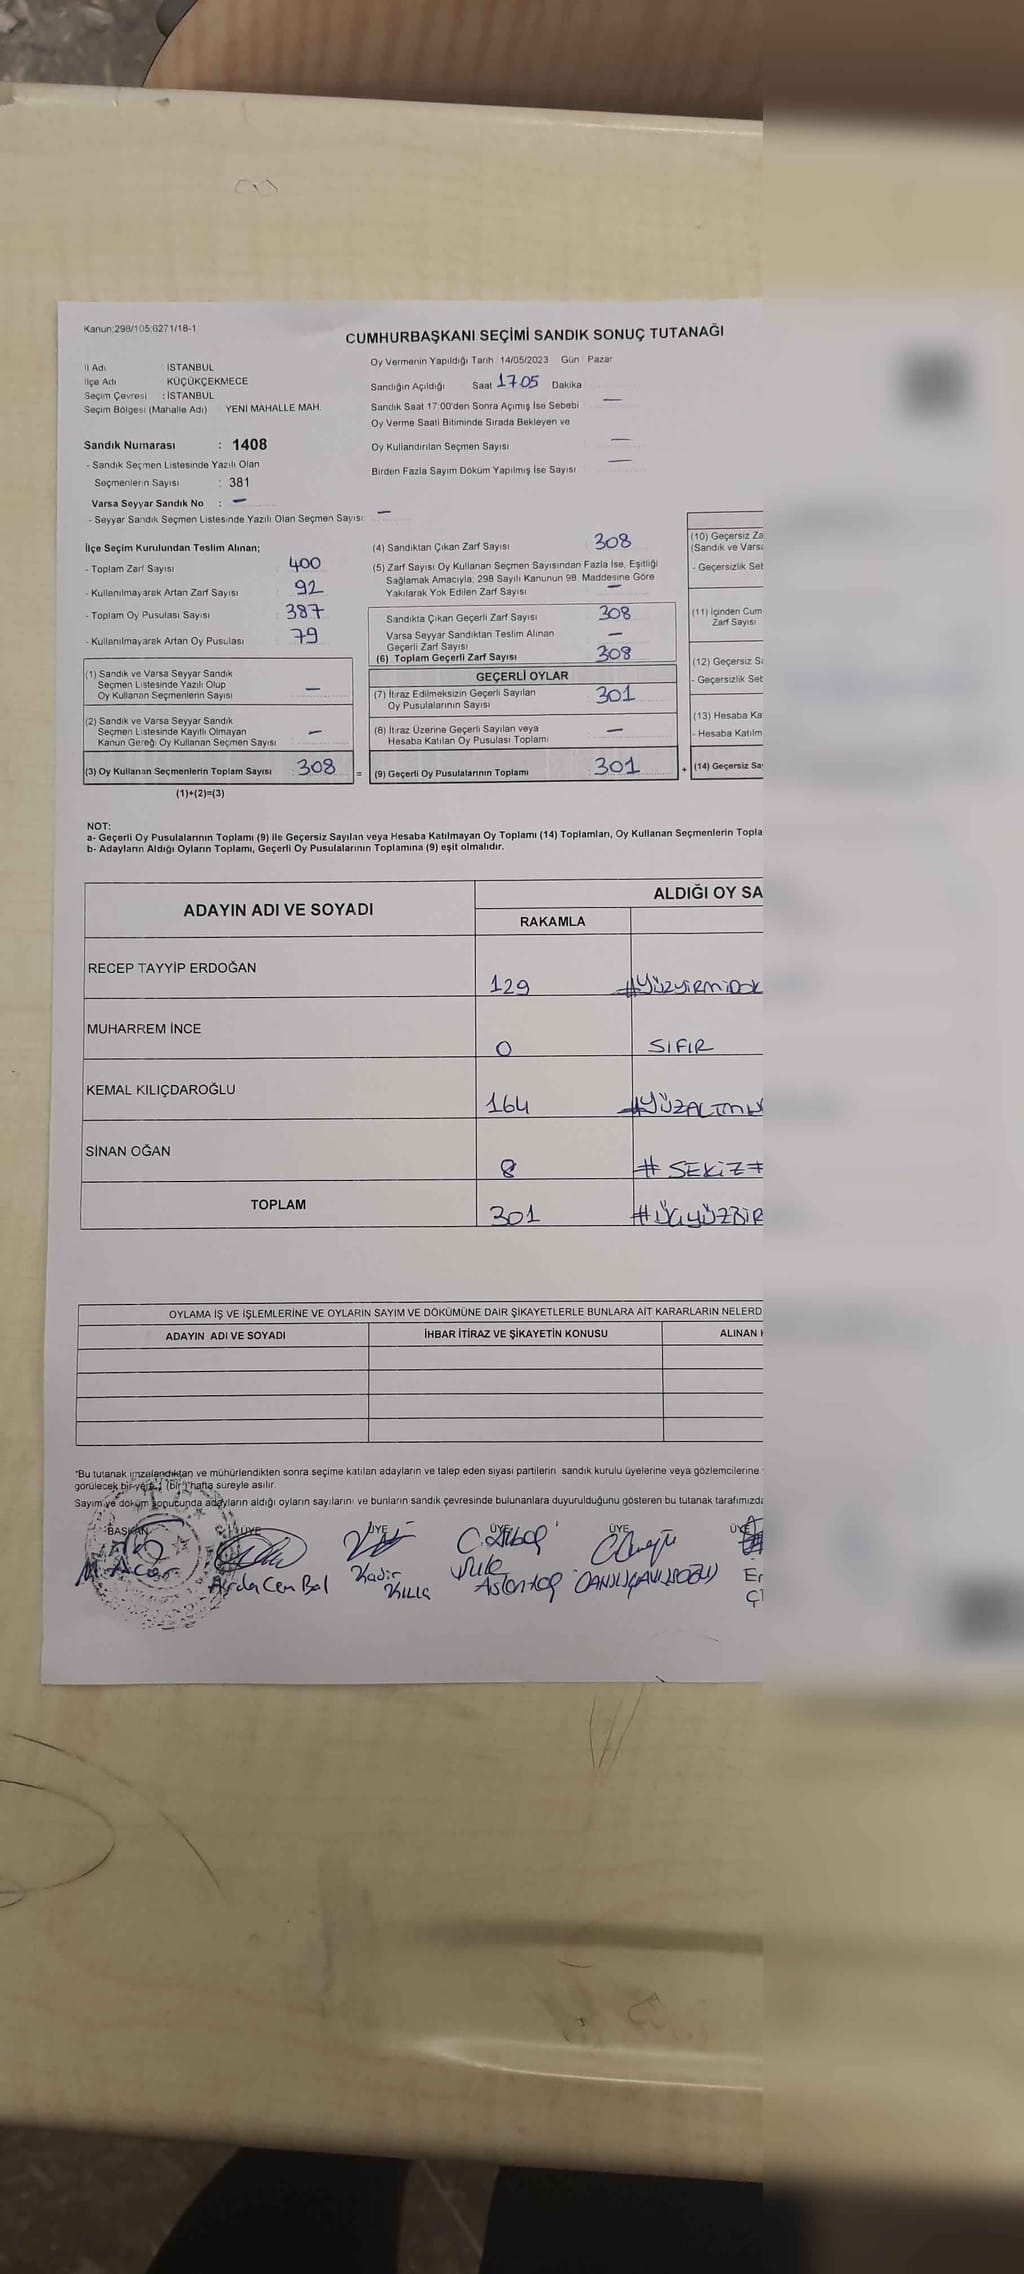 Kanun;298/105;6271/18-1
CUMHURBAŞKANI SEÇİMİ SANDIK SONUÇ TUTANAĞI
İl Adı : İSTANBUL
İlçe Adı KÜÇÜKÇEKMECE
Seçim Çevresi : İSTANBUL
Seçim Bölgesi (Mahalle Adı) YENİ MAHALLE MAH.
Oy Vermenin Yapıldığı Tarih 14/05/2023 Gün : Pazar
Sandığın Açıldığı Saat 17.05 Dakika
Sandık Saat 17:00'den Sonra Açımış İse Sebebi —
Oy Verme Saati Bitiminde Sırada Bekleyen ve
Oy Kullandırılan Seçmen Sayısı —
Birden Fazla Sayım Döküm Yapılmış İse Sayısı —
Sandık Numarası : 1408
- Sandık Seçmen Listesinde Yazılı Olan
Seçmenlerin Sayısı : 381
Varsa Seyyar Sandık No : —
- Seyyar Sandık Seçmen Listesinde Yazılı Olan Seçmen Sayısı: —
İlçe Seçim Kurulundan Teslim Alınan;
- Toplam Zarf Sayısı 400
- Kullanılmayarak Artan Zarf Sayısı 92
- Toplam Oy Pusulası Sayısı 387
- Kullanılmayarak Artan Oy Pusulası 79
(1) Sandık ve Varsa Seyyar Sandık
Seçmen Listesinde Yazılı Olup
Oy Kullanan Seçmenlerin Sayısı —
(2) Sandık ve Varsa Seyyar Sandık
Seçmen Listesinde Kayıtlı Olmayan
Kanun Gereği Oy Kullanan Seçmen Sayısı —
(3) Oy Kullanan Seçmenlerin Toplam Sayısı 308 =
(1)+(2)=(3)
(4) Sandıktan Çıkan Zarf Sayısı 308
(5) Zarf Sayısı Oy Kullanan Seçmen Sayısından Fazla İse, Eşitliği
Sağlamak Amacıyla; 298 Sayılı Kanunun 98. Maddesine Göre
Yakılarak Yok Edilen Zarf Sayısı —
Sandıkta Çıkan Geçerli Zarf Sayısı 308
Varsa Seyyar Sandıktan Teslim Alınan
Geçerli Zarf Sayısı —
(6) Toplam Geçerli Zarf Sayısı 308
GEÇERLİ OYLAR
(7) İtiraz Edilmeksizin Geçerli Sayılan
Oy Pusulalarının Sayısı 301
(8) İtiraz Üzerine Geçerli Sayılan veya
Hesaba Katılan Oy Pusulası Toplamı —
(9) Geçerli Oy Pusulalarının Toplamı 301 +
(10) Geçersiz Za
(Sandık ve Varsa
- Geçersizlik Seb
(11) İçinden Cum
Zarf Sayısı
(12) Geçersiz S
- Geçersizlik Seb
(13) Hesaba Ka
- Hesaba Katılm
(14) Geçersiz Sa
NOT:
a- Geçerli Oy Pusulalarının Toplamı (9) ile Geçersiz Sayılan veya Hesaba Katılmayan Oy Toplamı (14) Toplamları, Oy Kullanan Seçmenlerin Topla
b- Adayların Aldığı Oyların Toplamı, Geçerli Oy Pusulalarının Toplamına (9) eşit olmalıdır.
ADAYIN ADI VE SOYADI ALDIĞI OY SA
RAKAMLA
RECEP TAYYİP ERDOĞAN 129 #YÜZYİRMİDOK
MUHARREM İNCE 0 SIFIR
KEMAL KILIÇDAROĞLU 164 #YÜZALTMI
SİNAN OĞAN 8 # SEKİZ#
TOPLAM 301 #ÜÇYÜZBİR
OYLAMA İŞ VE İŞLEMLERİNE VE OYLARIN SAYIM VE DÖKÜMÜNE DAİR ŞİKAYETLERLE BUNLARA AİT KARARLARIN NELERD
ADAYIN ADI VE SOYADI İHBAR İTİRAZ VE ŞİKAYETİN KONUSU ALINAN
*Bu tutanak imzalandıktan ve mühürlendikten sonra seçime katılan adayların ve talep eden siyasi partilerin sandık kurulu üyelerine veya gözlemcilerine
görülecek bir yerde, (bir) hafta süreyle asılır.
Sayım ve döküm sonucunda adayların aldığı oyların sayılarını ve bunların sandık çevresinde bulunanlara duyurulduğunu gösteren bu tutanak tarafımızda
BAŞKAN ÜYE ÜYE ÜYE ÜYE ÜYE
M. Acar Arda Cen Bal Kadir